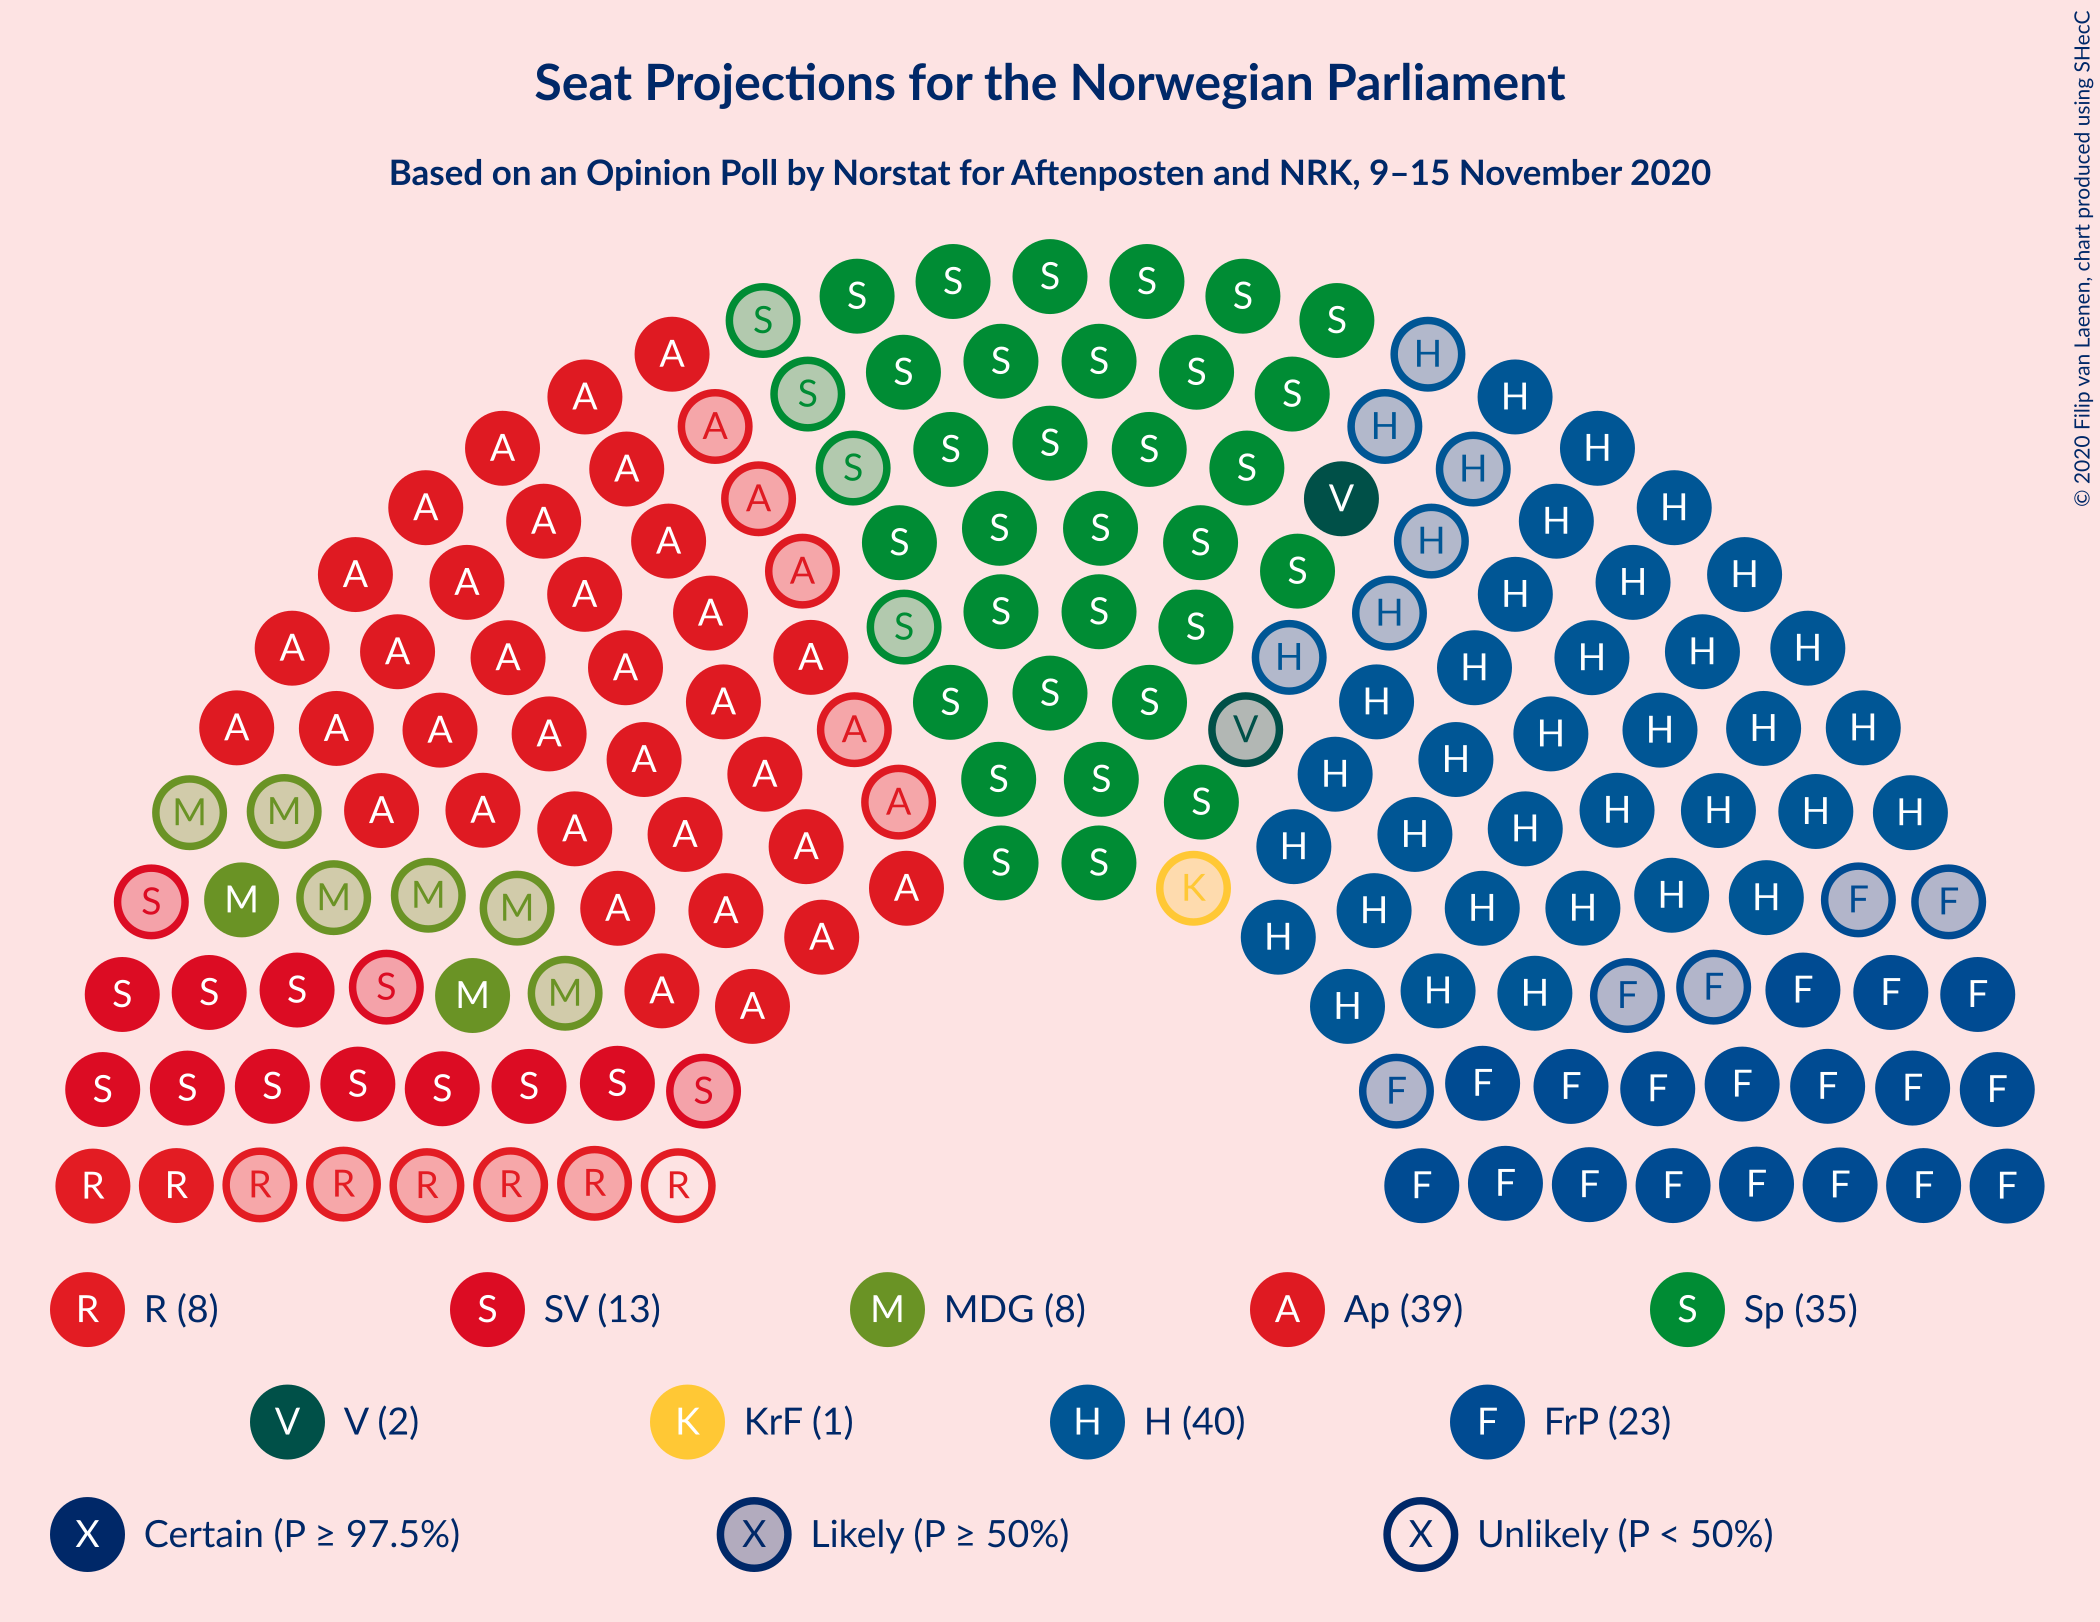 Seat Projections for the Norwegian Parliament
Based on an Opinion Poll by Norstat for Aftenposten and NRK, 9–15 November 2020
© 2020 Filip van Laenen, chart produced using SHecC
S S S S S S S
A S S S S S S H
A A S S S S S H H
A A A S S S S V H H
A A A S S S S S H H H
A A A A S S S S H H H H
A A A A A S S S V H H H H H
A A A A A A S S S H H H H H H
M M A A A A A S S K H H H H H H H
S M M M M A A A A H H H H H H F F
S S S S M M A A H H H F F F F F
S S S S S S S S F F F F F F F F
R R R R R R R R F F F F F F F F
R R (8) S SV (13) M MDG (8) A Ap (39) S Sp (35)
V V (2) K KrF (1) H H (40) F FrP (23)
X Certain (P ≥ 97.5%) X Likely (P ≥ 50%) X Unlikely (P < 50%)